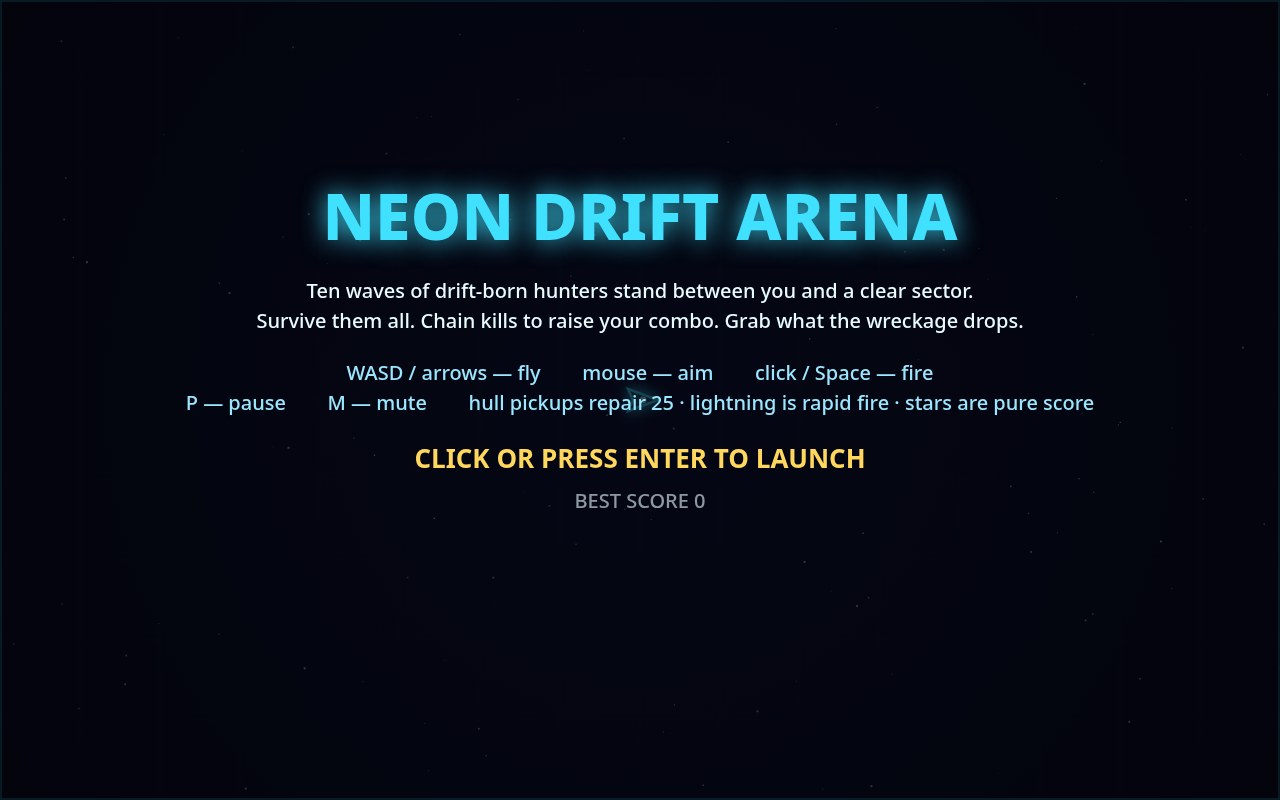 NEON DRIFT ARENA
Ten waves of drift-born hunters stand between you and a clear sector.
Survive them all. Chain kills to raise your combo. Grab what the wreckage drops.
WASD / arrows — fly mouse — aim click / Space — fire
P — pause M — mute hull pickups repair 25 · lightning is rapid fire · stars are pure score
CLICK OR PRESS ENTER TO LAUNCH
BEST SCORE 0